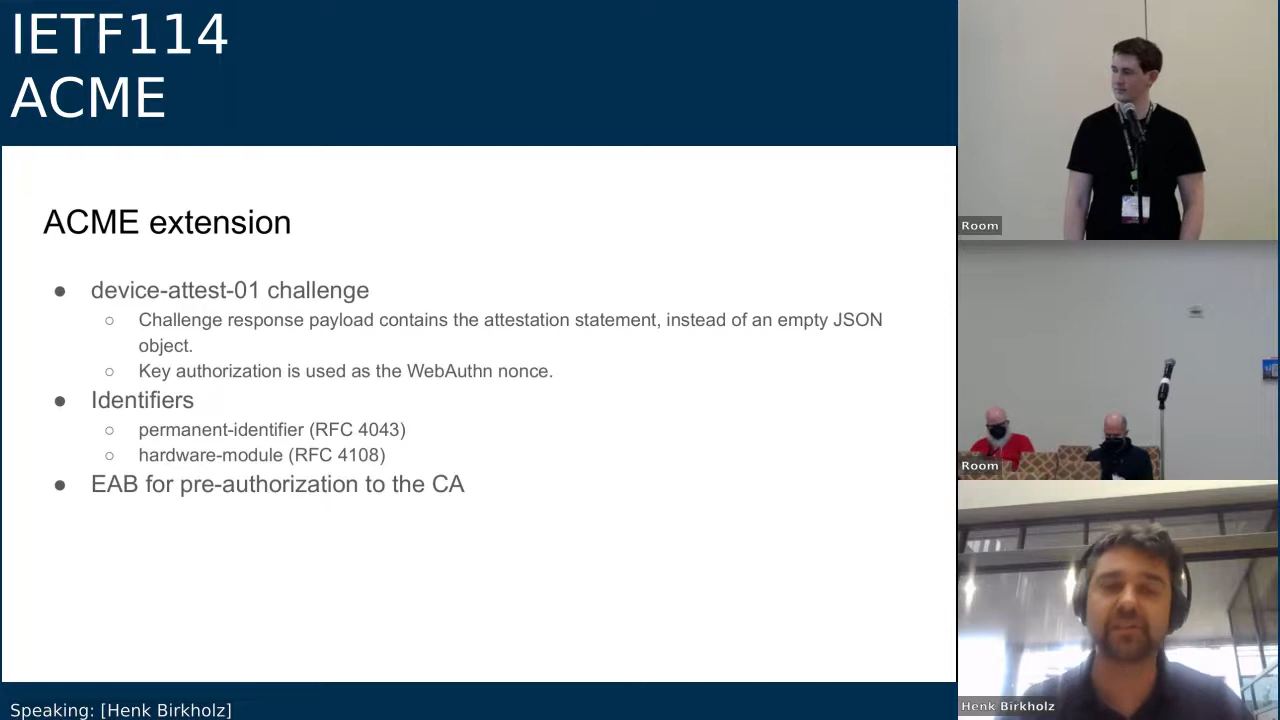 IETF114
ACME
ACME extension
● device-attest-01 challenge
○ Challenge response payload contains the attestation statement, instead of an empty JSON
object.
○ Key authorization is used as the WebAuthn nonce.
● Identifiers
○ permanent-identifier (RFC 4043)
○ hardware-module (RFC 4108)
● EAB for pre-authorization to the CA
Speaking: [Henk Birkholz]
Room
Room
Henk Birkholz